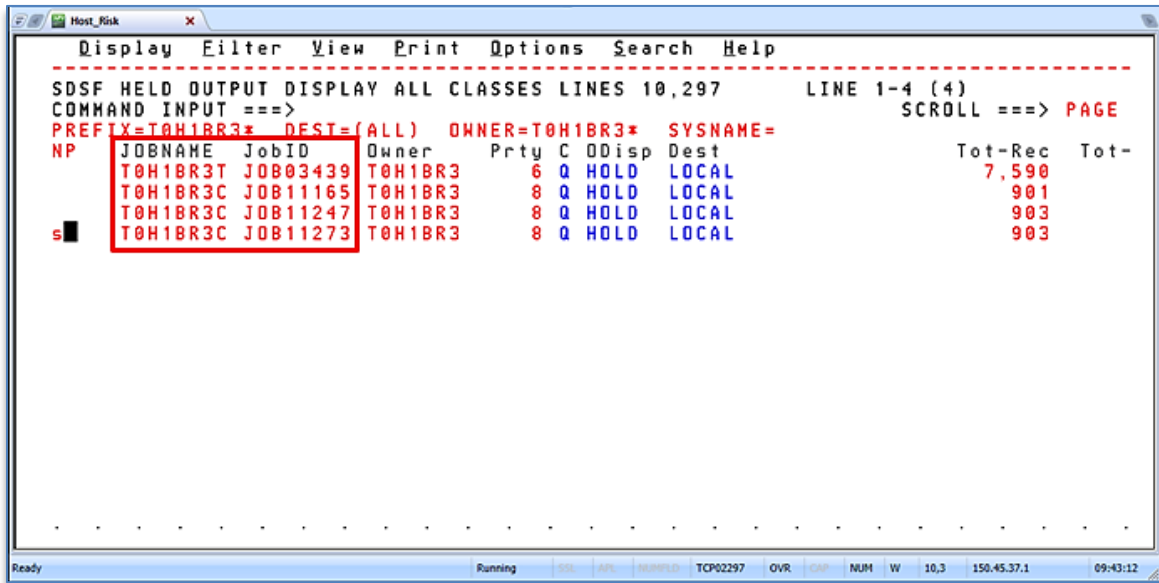 Host_Risk x
Display Filter View Print Options Search Help
SDSF HELD OUTPUT DISPLAY ALL CLASSES LINES 10,297 LINE 1-4 (4)
COMMAND INPUT ===> SCROLL ===> PAGE
PREFIX=T0H1BR3* DEST=(ALL) OWNER=T0H1BR3* SYSNAME=
NP JOBNAME JobID Owner Prty C ODisp Dest Tot-Rec Tot-
T0H1BR3T JOB03439 T0H1BR3 6 Q HOLD LOCAL 7,590
T0H1BR3C JOB11165 T0H1BR3 8 Q HOLD LOCAL 901
T0H1BR3C JOB11247 T0H1BR3 8 Q HOLD LOCAL 903
s T0H1BR3C JOB11273 T0H1BR3 8 Q HOLD LOCAL 903
Ready Running SSL APL NUMFLD TCP02297 OVR CAP NUM W 10,3 150.45.37.1 09:43:12